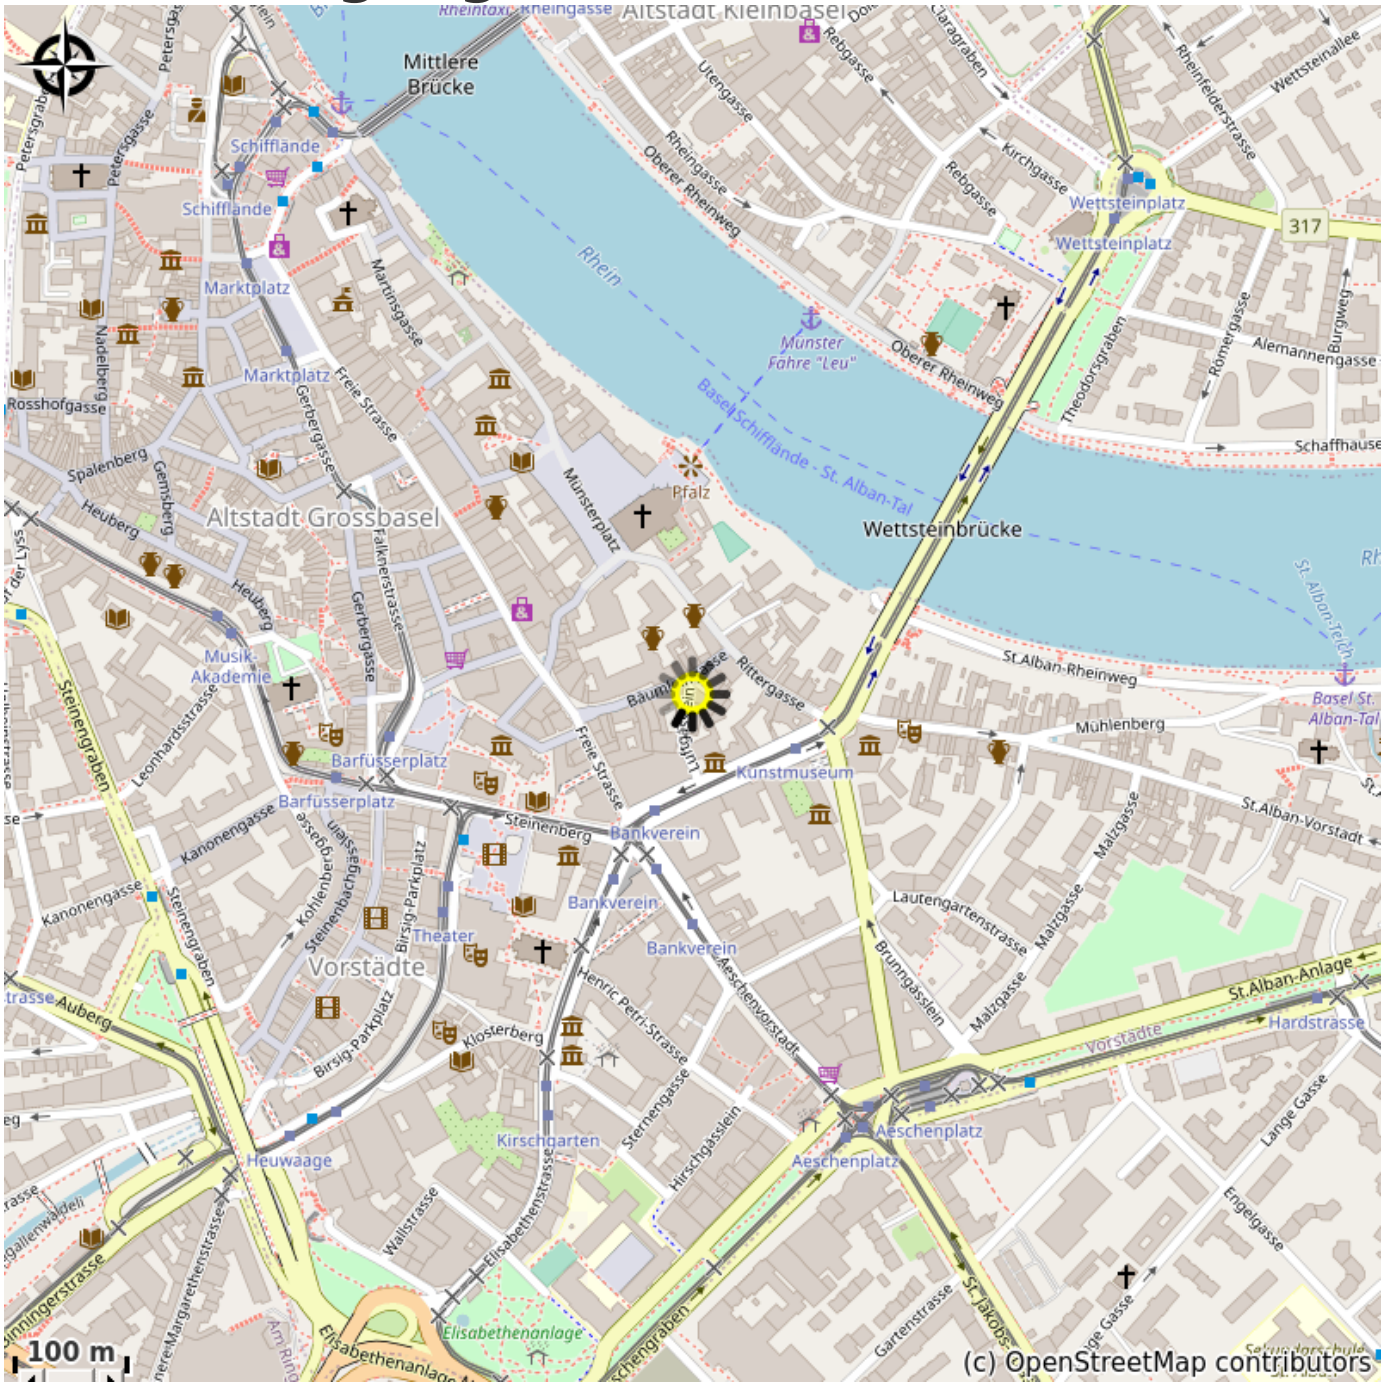 Rheintaxi
Rheingasse
Altstadt Kleinbasel
Mittlere
Brücke
Claragraben
Rebgasse
Utengasse
Wettsteinallee
Rheinfelderstrasse
Petersgraben
Petersgasse
Schifflände
Rheingasse
Oberer Rheinweg
Kirchgasse
Rebgasse
Wettsteinplatz
Schifflände
317
Wettsteinplatz
Rhein
Martinsgasse
Marktplatz
Münster
Fähre "Leu"
Oberer Rheinweg
Theodorsgraben
Römergasse
Burgweg
Alemannengasse
Nadelberg
Marktplatz
Freie Strasse
Gerbergasse
Rosshofgasse
Basel Schifflände - St. Alban-Tal
Schaffhause
Spalenberg
Gemsberg
Heuberg
Altstadt Grossbasel
Münsterplatz
Pfalz
Wettsteinbrücke
Falknerstrasse
Heuberg
Gerbergasse
St. Alban-Teich
Musik-
Akademie
Rittergasse
St.Alban-Rheinweg
Basel St.
Alban-Tal
Steinengraben
Leonhardsstrasse
Freie Strasse
Mühlenberg
Barfüsserplatz
Kunstmuseum
Barfüsserplatz
Steinenberg
Bankverein
Malzgasse
St.Alban-Vorstadt
Kanonengasse
Kohlenberggasse
Steinenbachgässlein
Birsig-Parkplatz
Kanonengasse
Steinengraben
Bankverein
Lautengartenstrasse
Malzgasse
Theater
Bankverein
Vorstädte
Aeschenvorstadt
Brunngässlein
St.Alban-Anlage
Henric Petri-Strasse
Malzgasse
strasse
Auberg
Birsig-Parkplatz
Klosterberg
Vorstädte
Hardstrasse
Sternengasse
Hirschgässlein
Kirschgarten
Aeschenplatz
Lange Gasse
Heuwaage
Aeschenplatz
Wallstrasse
Elisabethenstrasse
Engelgasse
Binningerstrasse
Elisabethenanlage
Gartenstrasse
St. Jakobs-
100 m
Elisabethenanlage
(c) OpenStreetMap contributors